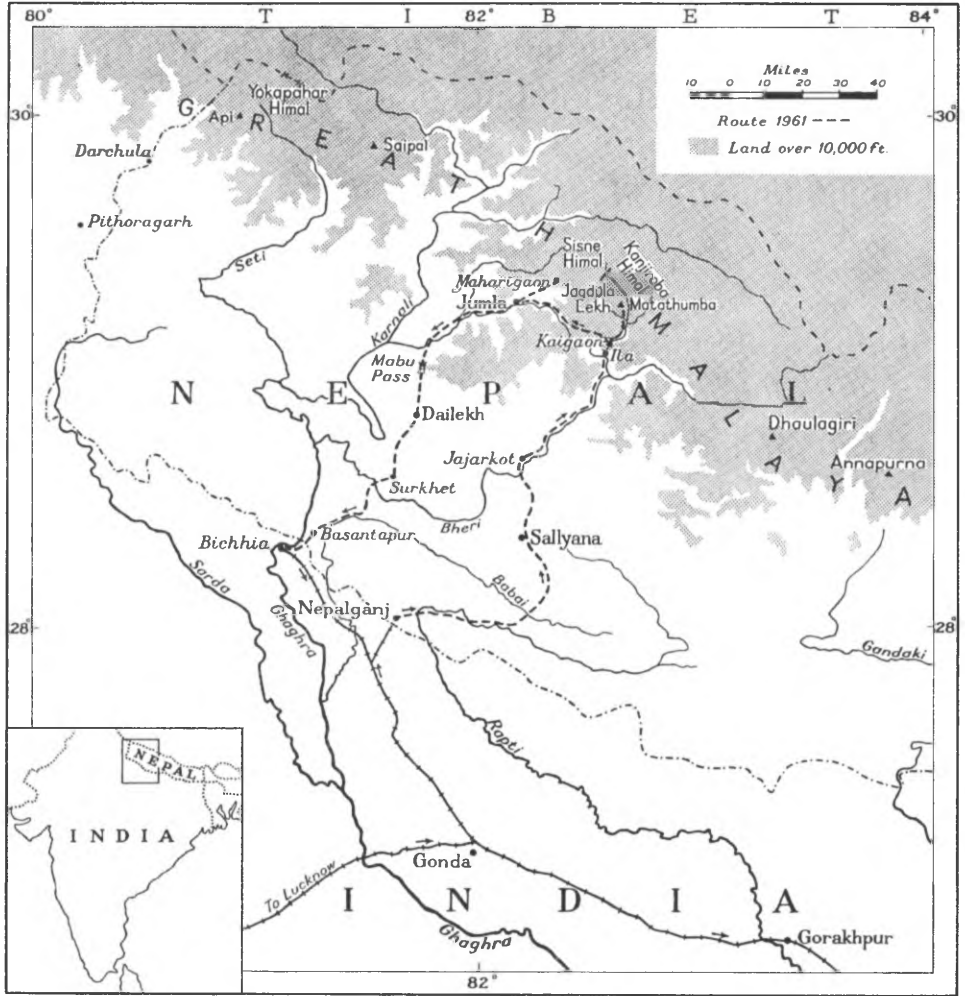 80°
T I B E T
82°
84°
Miles
10 0 10 20 30 40
Route 1961
Land over 10,000 ft.
30°
30°
GREAT HIMALAYA
Yokapahar
Himal
Api
Saipal
Darchula
Pithoragarh
Seti
Karnali
Sisne
Himal
Kanjiroba
Himal
Maharigaon
Jumla
Jagdula
Lekh
Matathumba
Kaigaon
Ila
Mabu
Pass
N E P A L
Dailekh
Dhaulagiri
Annapurna
Jajarkot
Surkhet
Bheri
Basantapur
Bichhia
Sallyana
Sarda
Babai
Ghaghra
Nepalganj
28°
28°
Gandaki
Rapti
NEPAL
INDIA
Gonda
To Lucknow
I N D I A
Ghaghra
Gorakhpur
82°